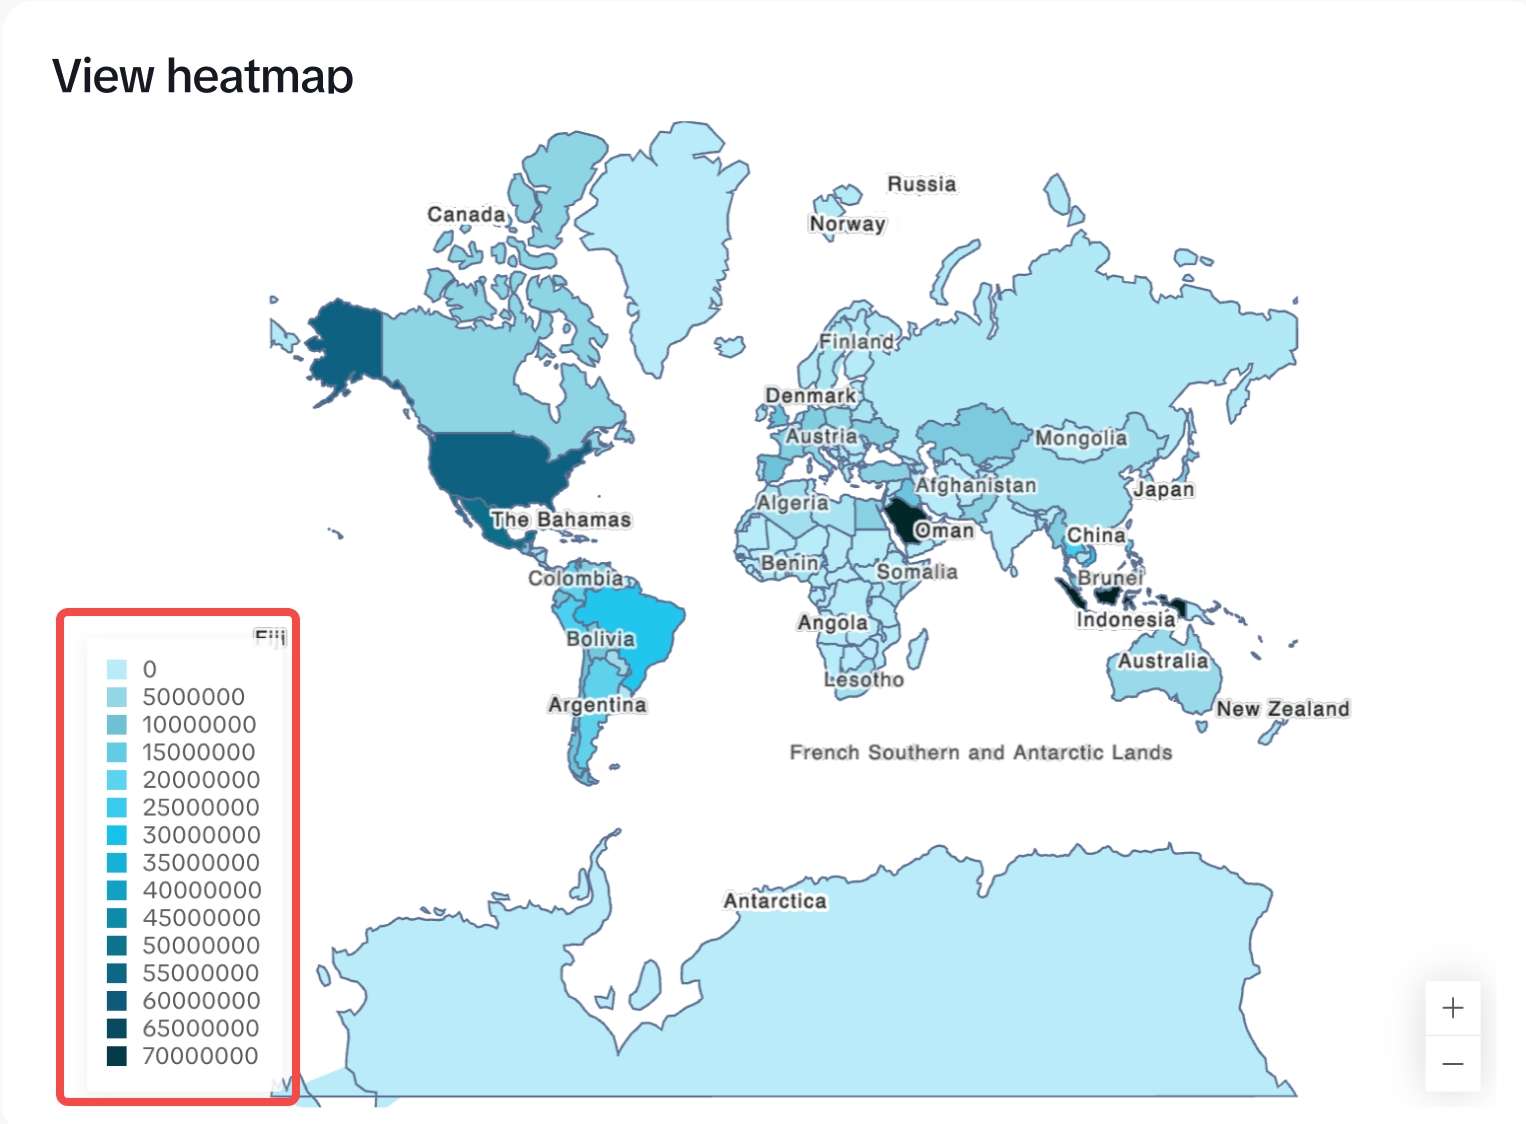 View heatmap
Russia
Canada
Norway
Finland
Denmark
Austria
Mongolia
Afghanistan
Japan
Algeria
The Bahamas
Oman
China
Benin
Somalia
Colombia
Brunei
Indonesia
Angola
Fiji
Bolivia
Australia
Lesotho
Argentina
New Zealand
French Southern and Antarctic Lands
0
5000000
10000000
15000000
20000000
25000000
30000000
35000000
40000000
45000000
50000000
55000000
60000000
65000000
70000000
Antarctica
+
−